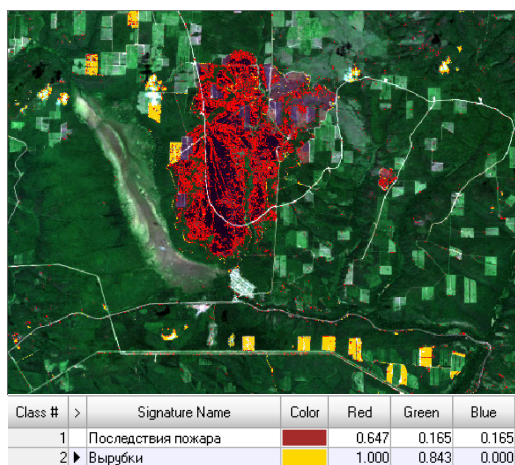 Class # > Signature Name Color Red Green Blue
1 Последствия пожара 0.647 0.165 0.165
2 Вырубки 1.000 0.843 0.000